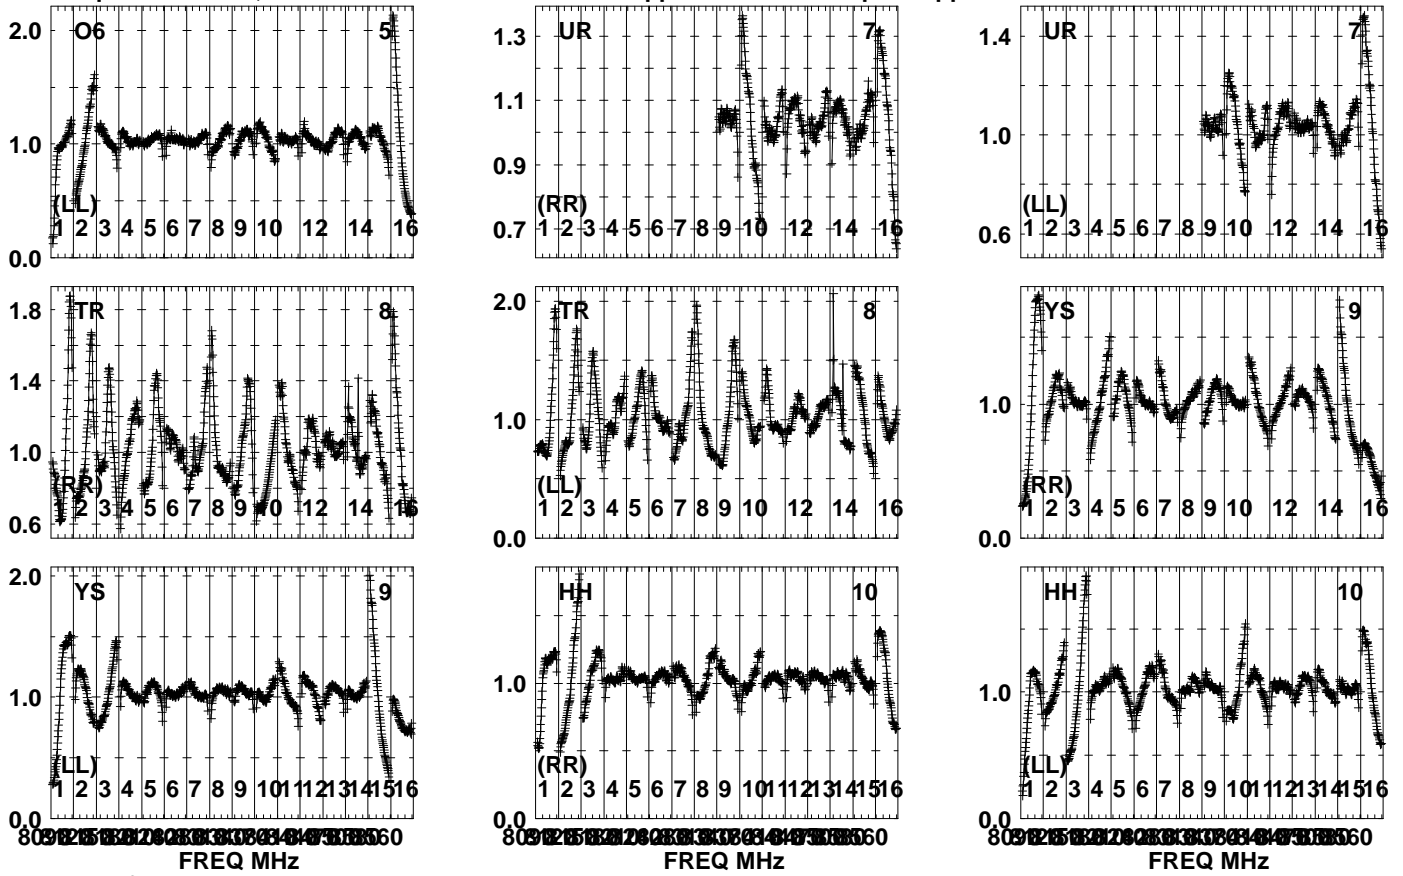 2.0 O6 5
1.0
(LL)
1 2 3 4 5 6 7 8 9 10 12 14 16
0.0
1.3 UR 7
1.1
0.9
(RR)
0.7
1 2 3 4 5 6 7 8 9 10 12 14 16
1.4 UR 7
1.0
(LL)
0.6
1 2 3 4 5 6 7 8 9 10 12 14 16
1.8 TR 8
1.4
1.0
(RR)
0.6
2 3 4 5 6 7 8 9 10 12 14 16
2.0 TR 8
1.0
(LL)
1 2 3 4 5 6 7 8 9 10 12 14 16
0.0
YS 9
1.0
(RR)
1 2 3 4 5 6 7 8 9 10 12 14 16
0.0
2.0 YS 9
1.0
(LL)
1 2 3 4 5 6 7 8 9 10 11 12 13 14 15 16
0.0
FREQ MHz
HH 10
1.0
(RR)
1 2 3 4 5 6 7 8 9 10 11 12 13 14 15 16
0.0
FREQ MHz
HH 10
1.0
(LL)
1 2 3 4 5 6 7 8 9 10 11 12 13 14 15 16
0.0
FREQ MHz